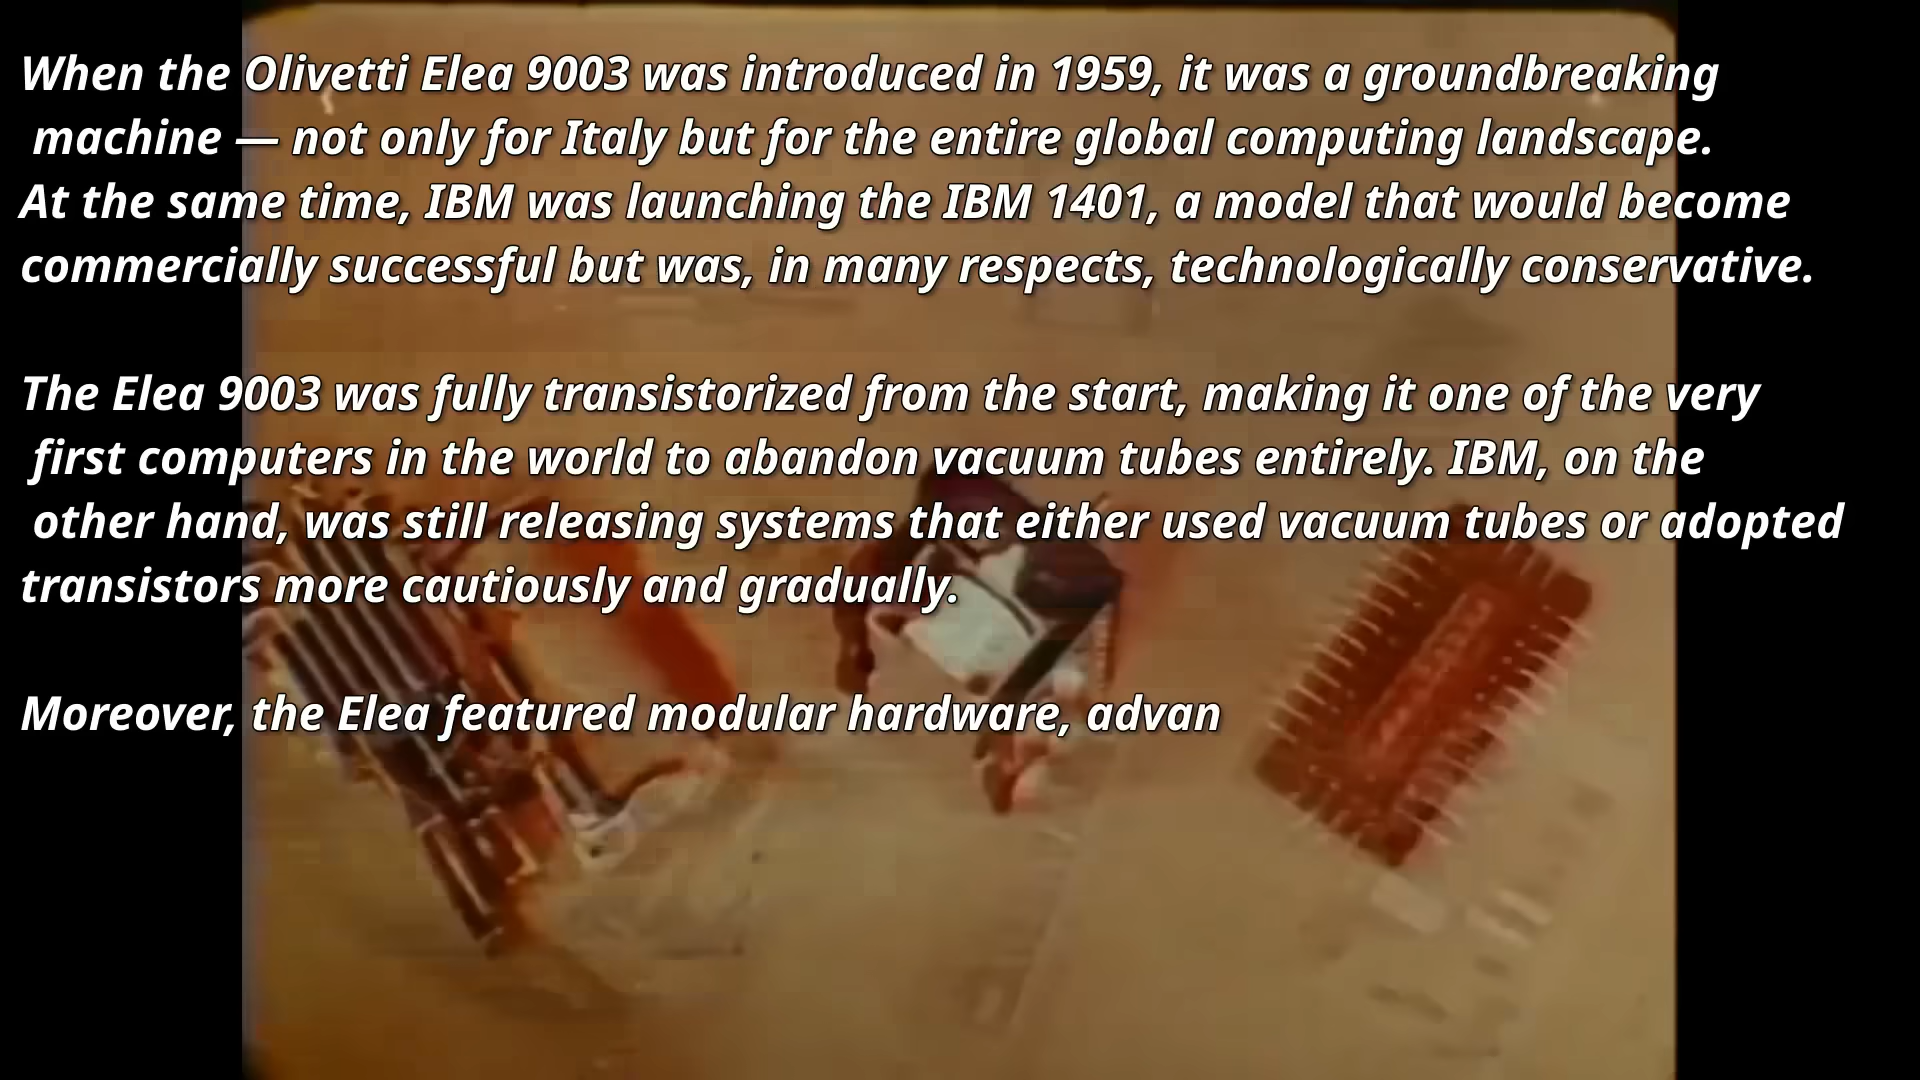 When the Olivetti Elea 9003 was introduced in 1959, it was a groundbreaking
machine — not only for Italy but for the entire global computing landscape.
At the same time, IBM was launching the IBM 1401, a model that would become
commercially successful but was, in many respects, technologically conservative.
The Elea 9003 was fully transistorized from the start, making it one of the very
first computers in the world to abandon vacuum tubes entirely. IBM, on the
other hand, was still releasing systems that either used vacuum tubes or adopted
transistors more cautiously and gradually.
Moreover, the Elea featured modular hardware, advan